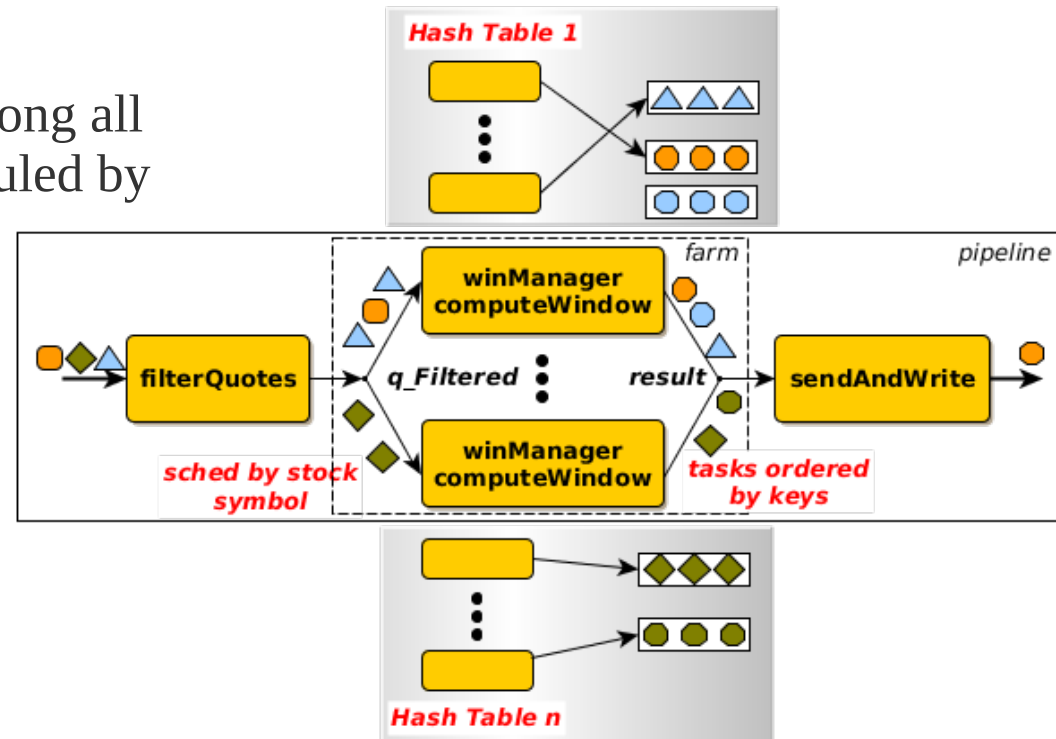 Hash Table 1
ong all
uled by
farm
pipeline
winManager
computeWindow
filterQuotes
q_Filtered
result
sendAndWrite
winManager
computeWindow
sched by stock
symbol
tasks ordered
by keys
Hash Table n